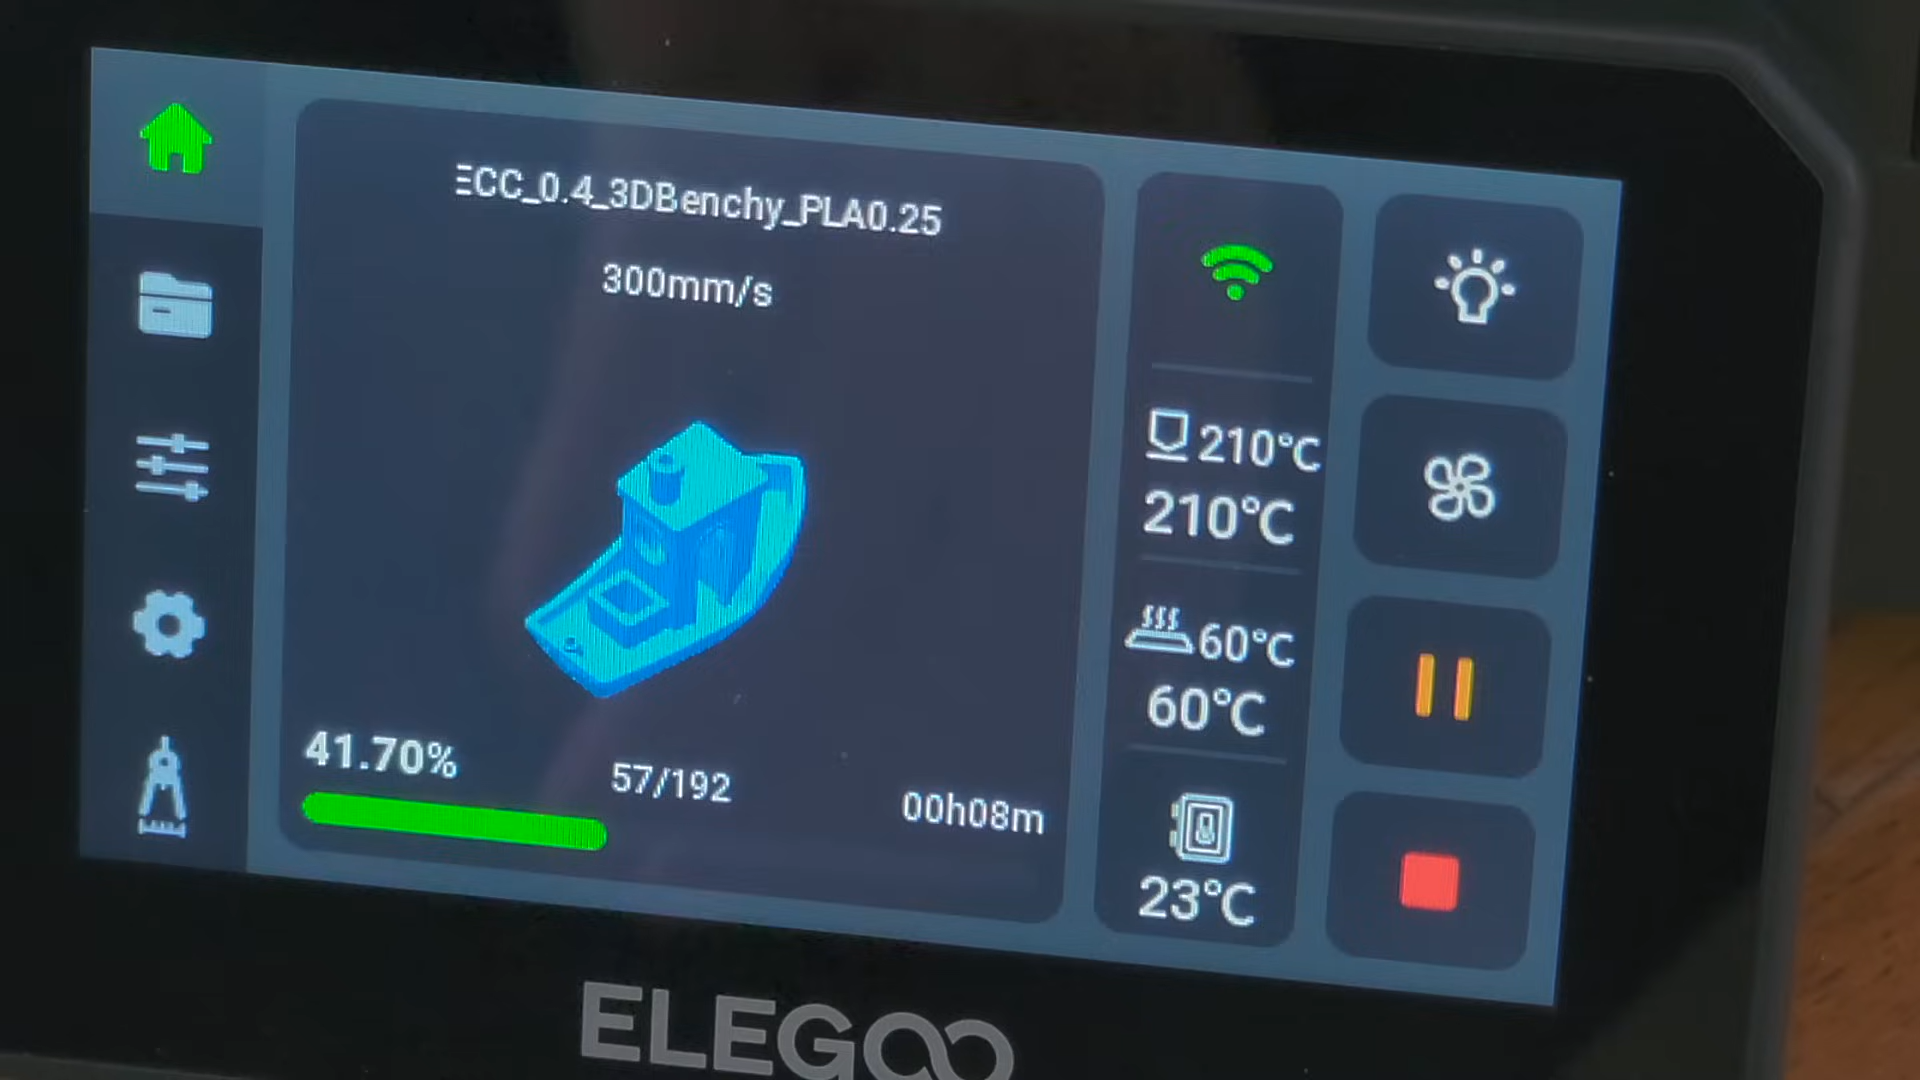 ECC_0.4_3DBenchy_PLA0.25
300mm/s
41.70%
57/192
00h08m
210°C
210°C
60°C
60°C
23°C
ELEGOO